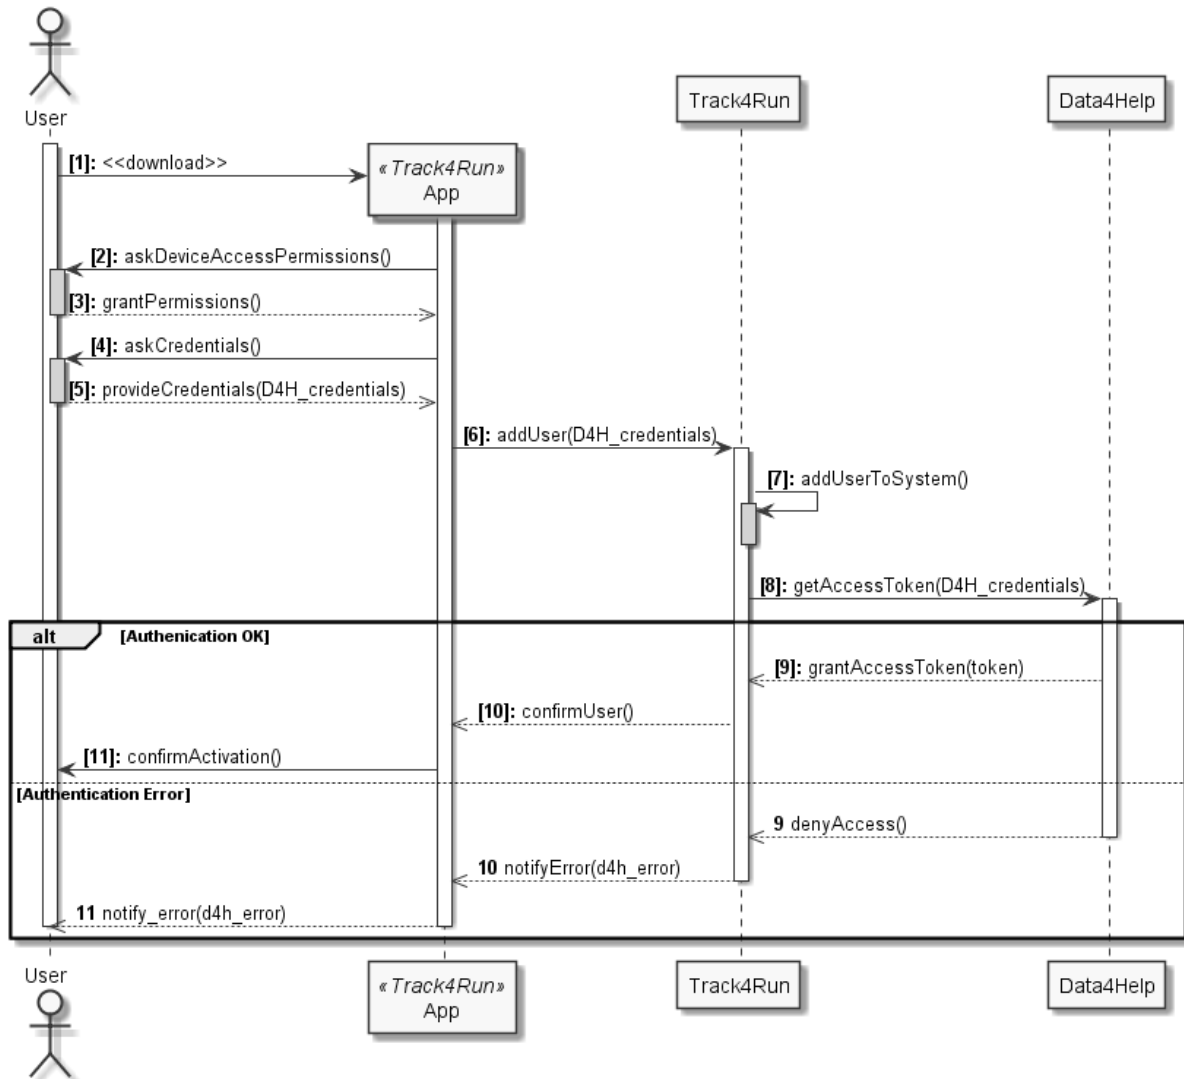 User
Track4Run
Data4Help
[1]: <<download>>
« Track4Run »
App
[2]: askDeviceAccessPermissions()
[3]: grantPermissions()
[4]: askCredentials()
[5]: provideCredentials(D4H_credentials)
[6]: addUser(D4H_credentials)
[7]: addUserToSystem()
[8]: getAccessToken(D4H_credentials)
alt [Authenication OK]
[9]: grantAccessToken(token)
[10]: confirmUser()
[11]: confirmActivation()
[Authentication Error]
9 denyAccess()
10 notifyError(d4h_error)
11 notify_error(d4h_error)
User
« Track4Run »
App
Track4Run
Data4Help